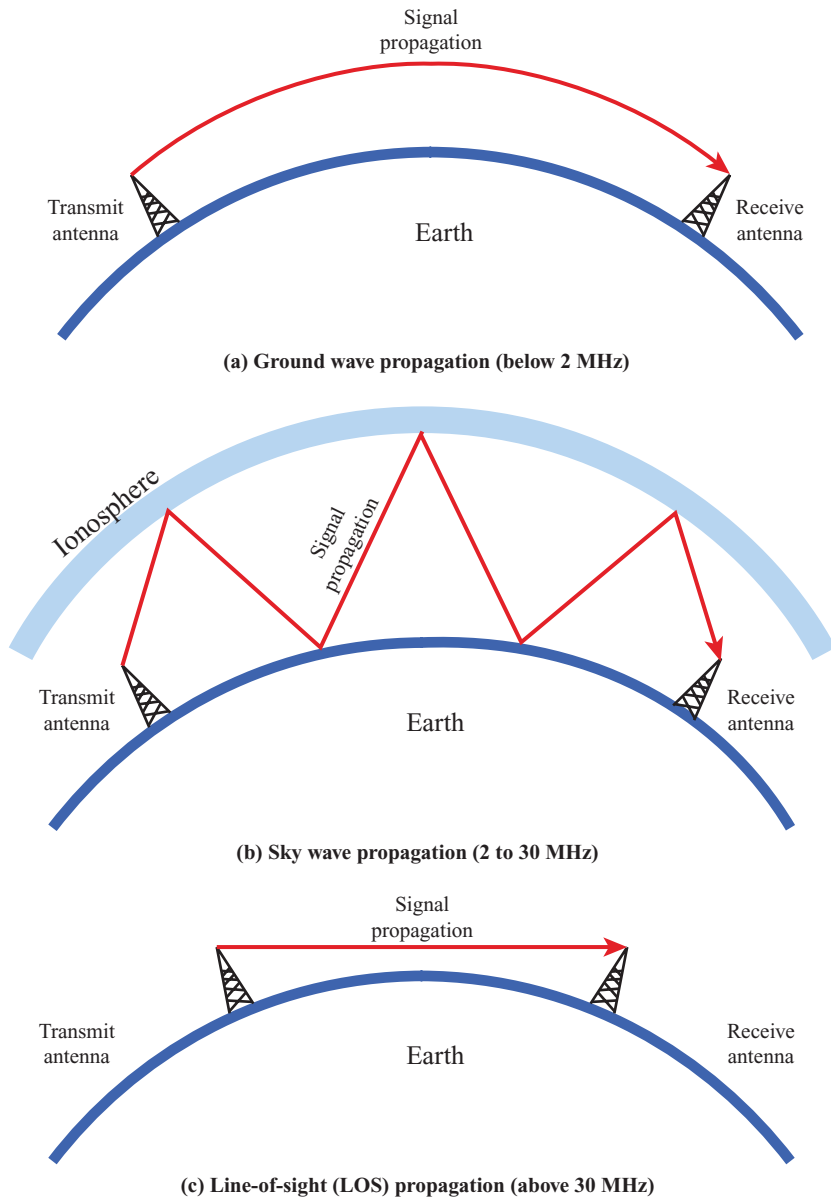 Signal
propagation
Transmit
antenna
Earth
Receive
antenna
(a) Ground wave propagation (below 2 MHz)
Ionosphere
Signal
propagation
Transmit
antenna
Earth
Receive
antenna
(b) Sky wave propagation (2 to 30 MHz)
Signal
propagation
Transmit
antenna
Earth
Receive
antenna
(c) Line-of-sight (LOS) propagation (above 30 MHz)